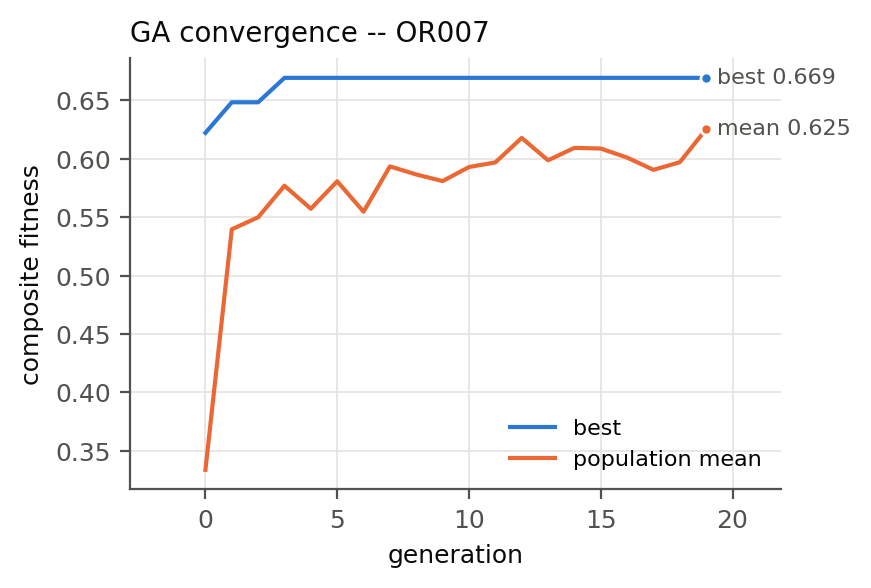 GA convergence -- OR007
composite fitness
0.65
0.60
0.55
0.50
0.45
0.40
0.35
best 0.669
mean 0.625
best
population mean
0 5 10 15 20
generation